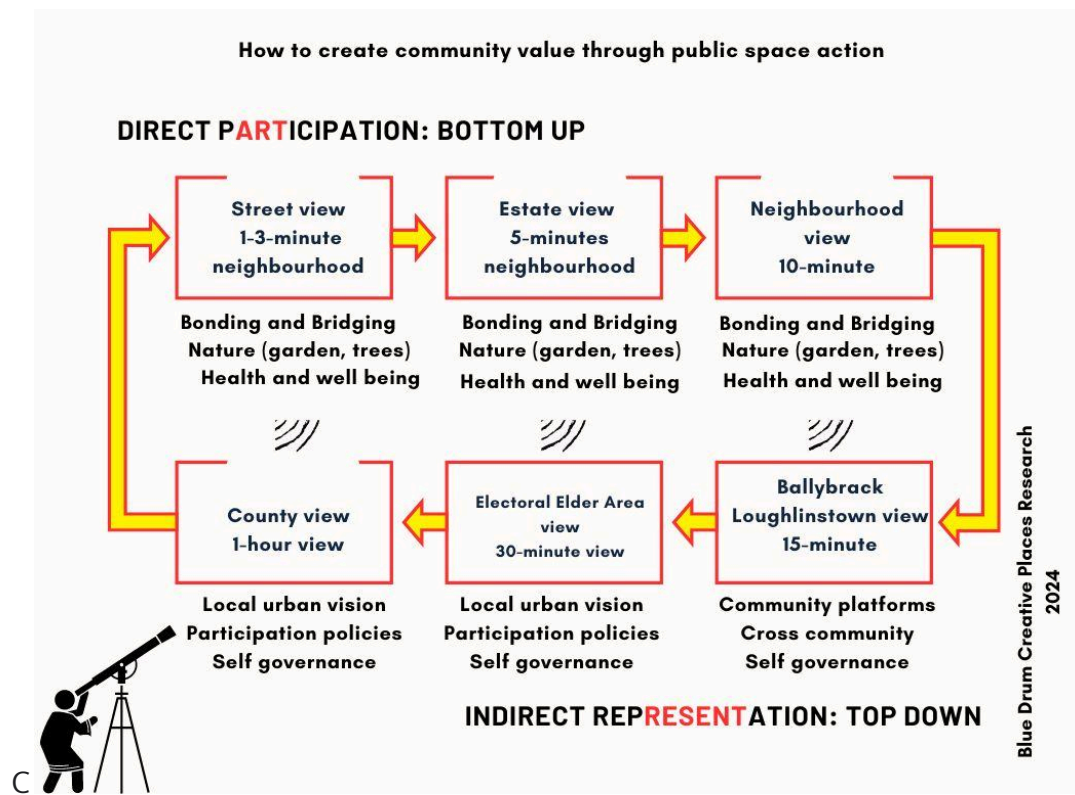 How to create community value through public space action
DIRECT PARTICIPATION: BOTTOM UP
Street view
1-3-minute
neighbourhood
Estate view
5-minutes
neighbourhood
Neighbourhood
view
10-minute
Bonding and Bridging
Nature (garden, trees)
Health and well being
Bonding and Bridging
Nature (garden, trees)
Health and well being
Bonding and Bridging
Nature (garden, trees)
Health and well being
County view
1-hour view
Electoral Elder Area
view
30-minute view
Ballybrack
Loughlinstown view
15-minute
Local urban vision
Participation policies
Self governance
Local urban vision
Participation policies
Self governance
Community platforms
Cross community
Self governance
INDIRECT REPRESENTATION: TOP DOWN
Blue Drum Creative Places Research
2024
C